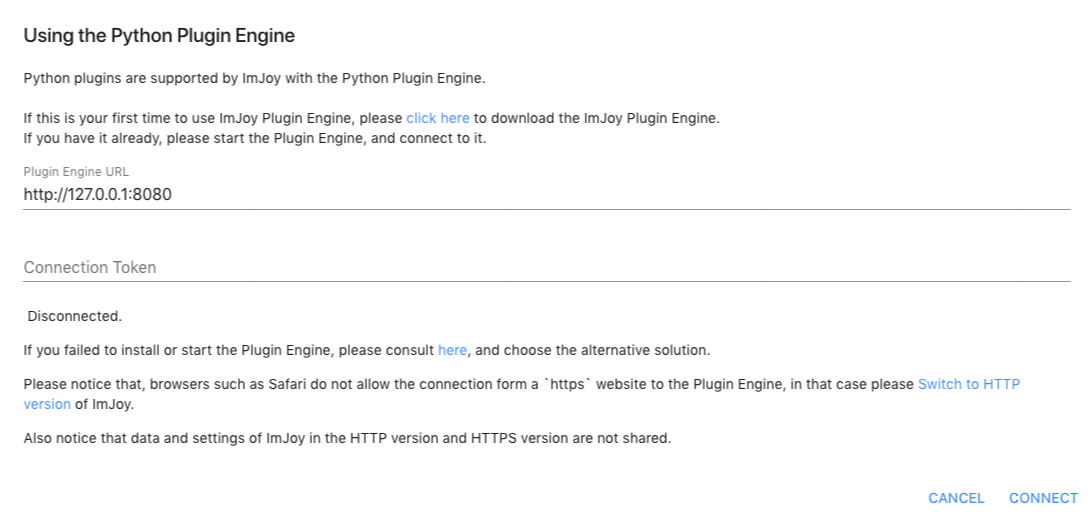 Using the Python Plugin Engine
Python plugins are supported by ImJoy with the Python Plugin Engine.
If this is your first time to use ImJoy Plugin Engine, please click here to download the ImJoy Plugin Engine.
If you have it already, please start the Plugin Engine, and connect to it.
Plugin Engine URL
http://127.0.0.1:8080
Connection Token
Disconnected.
If you failed to install or start the Plugin Engine, please consult here, and choose the alternative solution.
Please notice that, browsers such as Safari do not allow the connection form a `https` website to the Plugin Engine, in that case please Switch to HTTP
version of ImJoy.
Also notice that data and settings of ImJoy in the HTTP version and HTTPS version are not shared.
CANCEL CONNECT